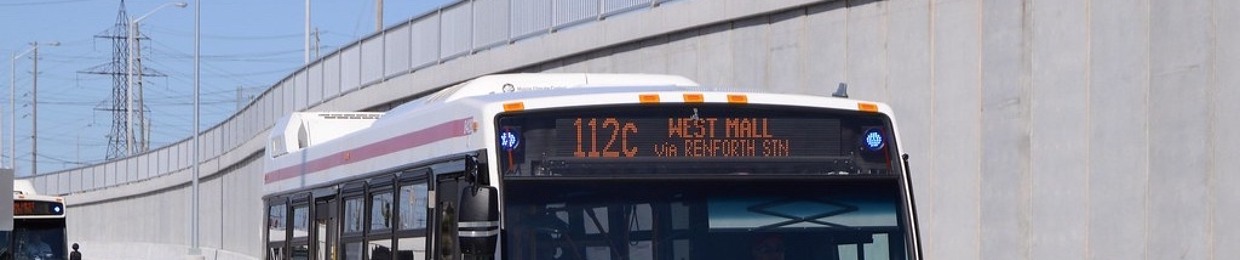 112C WEST MALL
via RENFORTH STN